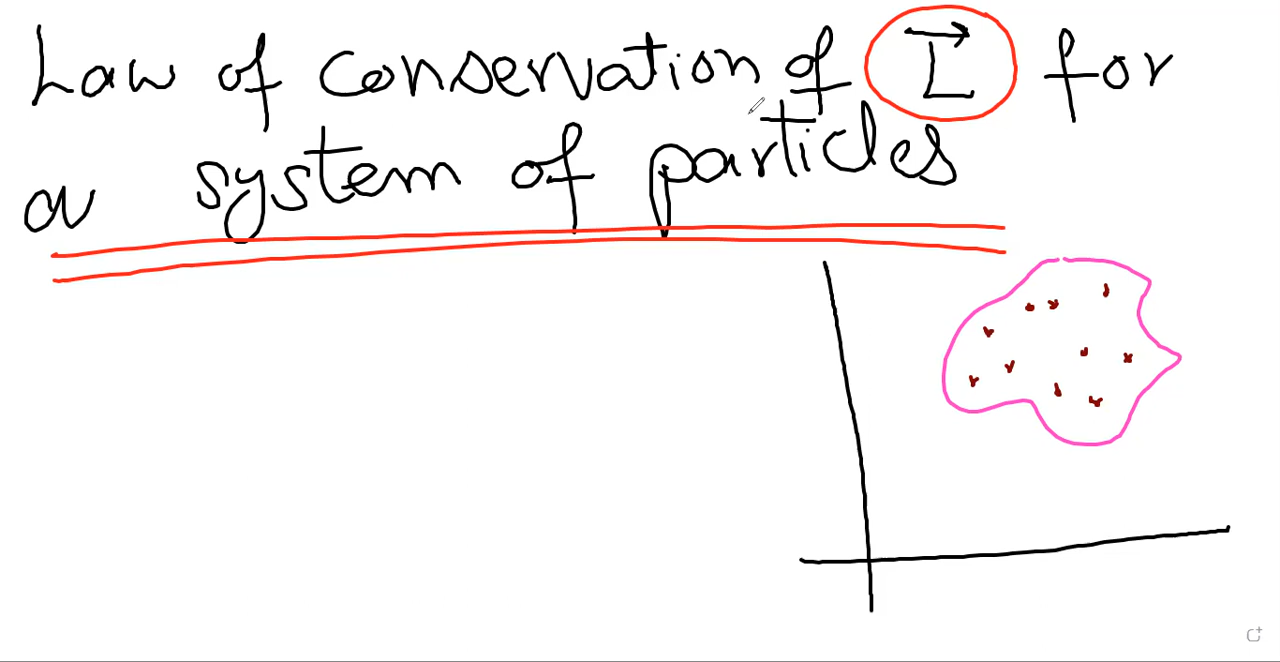 Law of conservation of L⃗ for
a system of particles